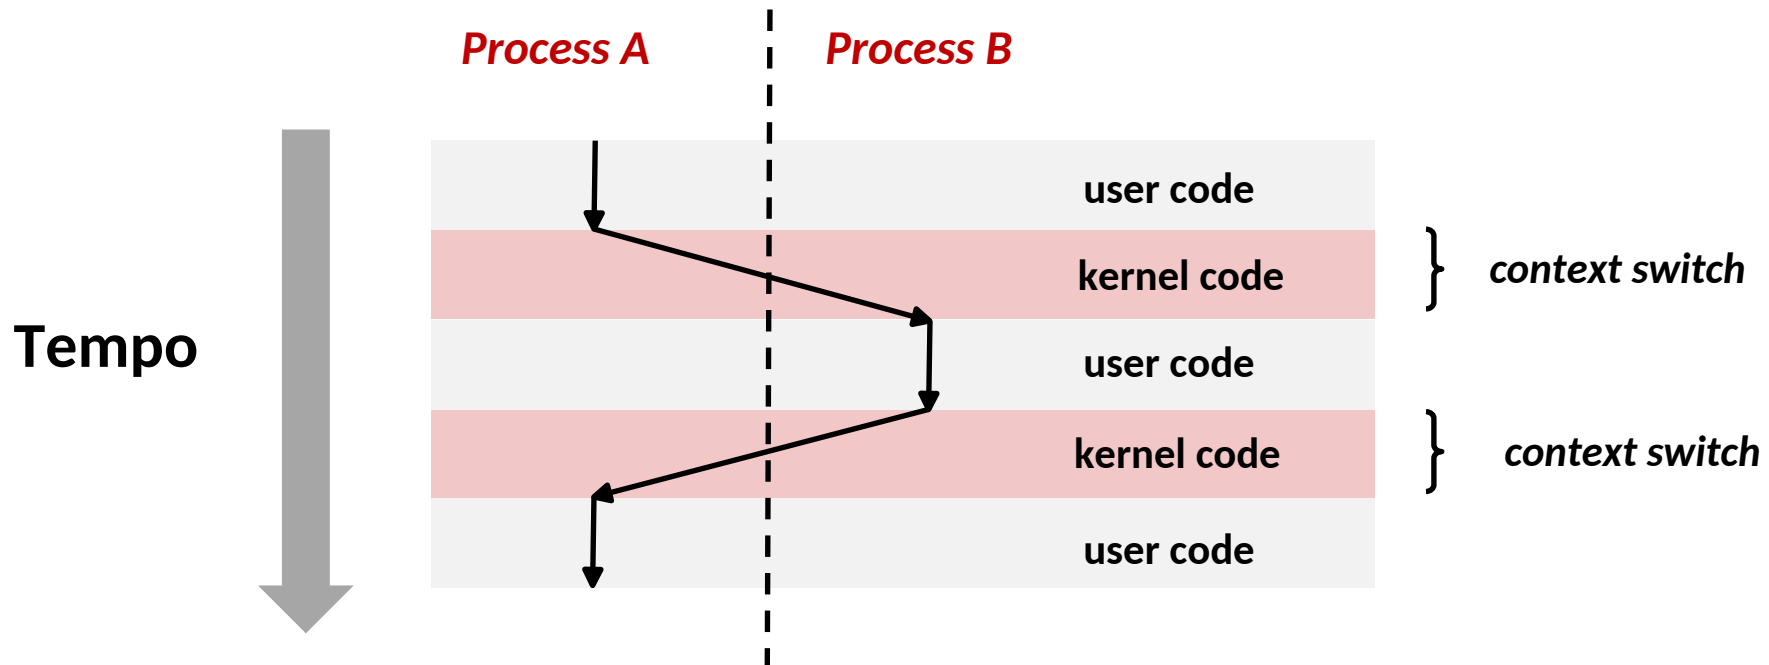 Process A
Process B
user code
kernel code
context switch
Tempo
user code
kernel code
context switch
user code